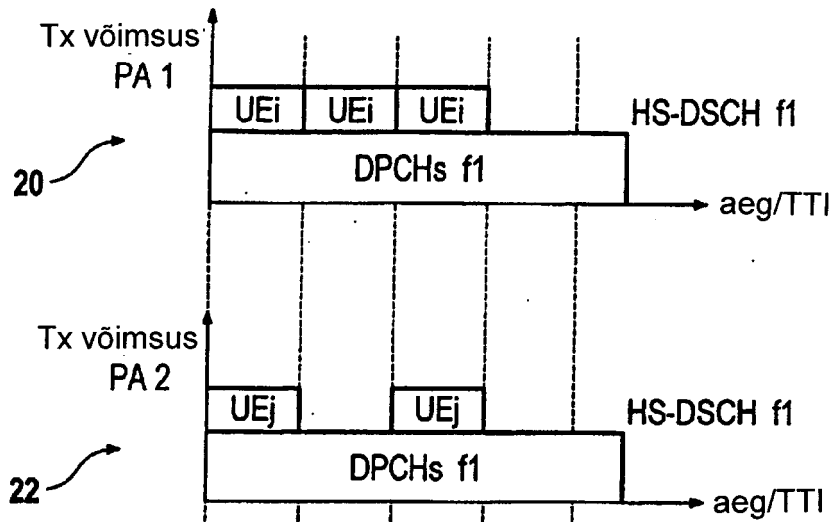 Tx võimsus
PA 1
UEi UEi UEi
HS-DSCH f1
DPCHs f1
20
aeg/TTI
Tx võimsus
PA 2
UEj UEj
HS-DSCH f1
DPCHs f1
22
aeg/TTI